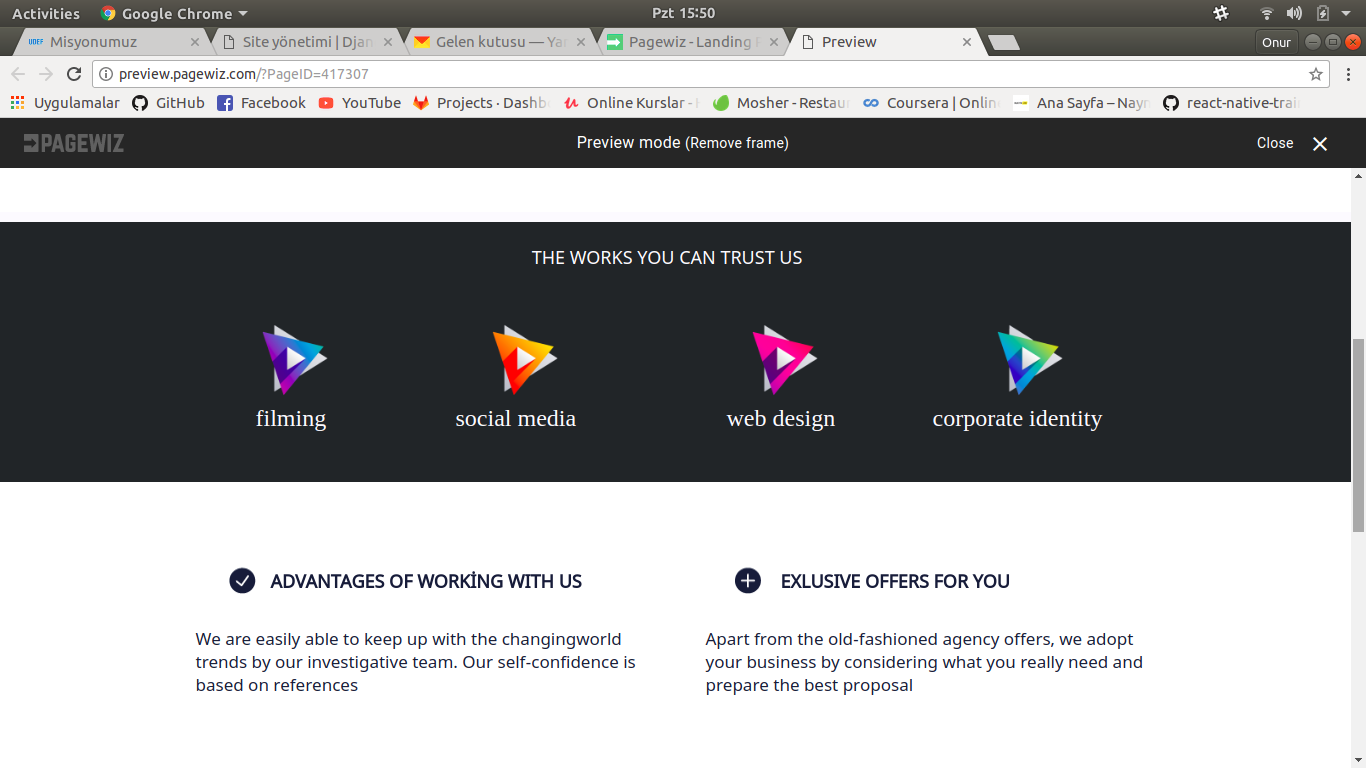 Activities Google Chrome Pzt 15:50
Misyonumuz Site yönetimi | Djan Gelen kutusu — Ya Pagewiz - Landing Preview Onur
preview.pagewiz.com/?PageID=417307
Uygulamalar GitHub Facebook YouTube Projects · Dashb Online Kurslar - Mosher - Restau Coursera | Onlin Ana Sayfa – Nayn react-native-trai
PAGEWIZ Preview mode (Remove frame) Close
THE WORKS YOU CAN TRUST US
filming social media web design corporate identity
ADVANTAGES OF WORKİNG WITH US
We are easily able to keep up with the changingworld
trends by our investigative team. Our self-confidence is
based on references
EXLUSIVE OFFERS FOR YOU
Apart from the old-fashioned agency offers, we adopt
your business by considering what you really need and
prepare the best proposal